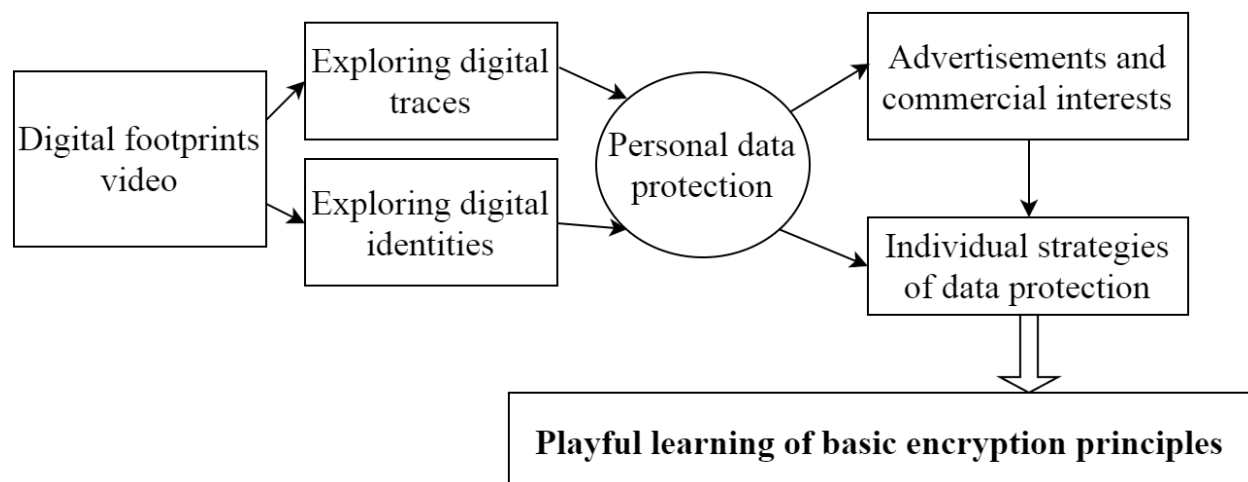 Digital footprints
video
Exploring digital
traces
Exploring digital
identities
Personal data
protection
Advertisements and
commercial interests
Individual strategies
of data protection
Playful learning of basic encryption principles